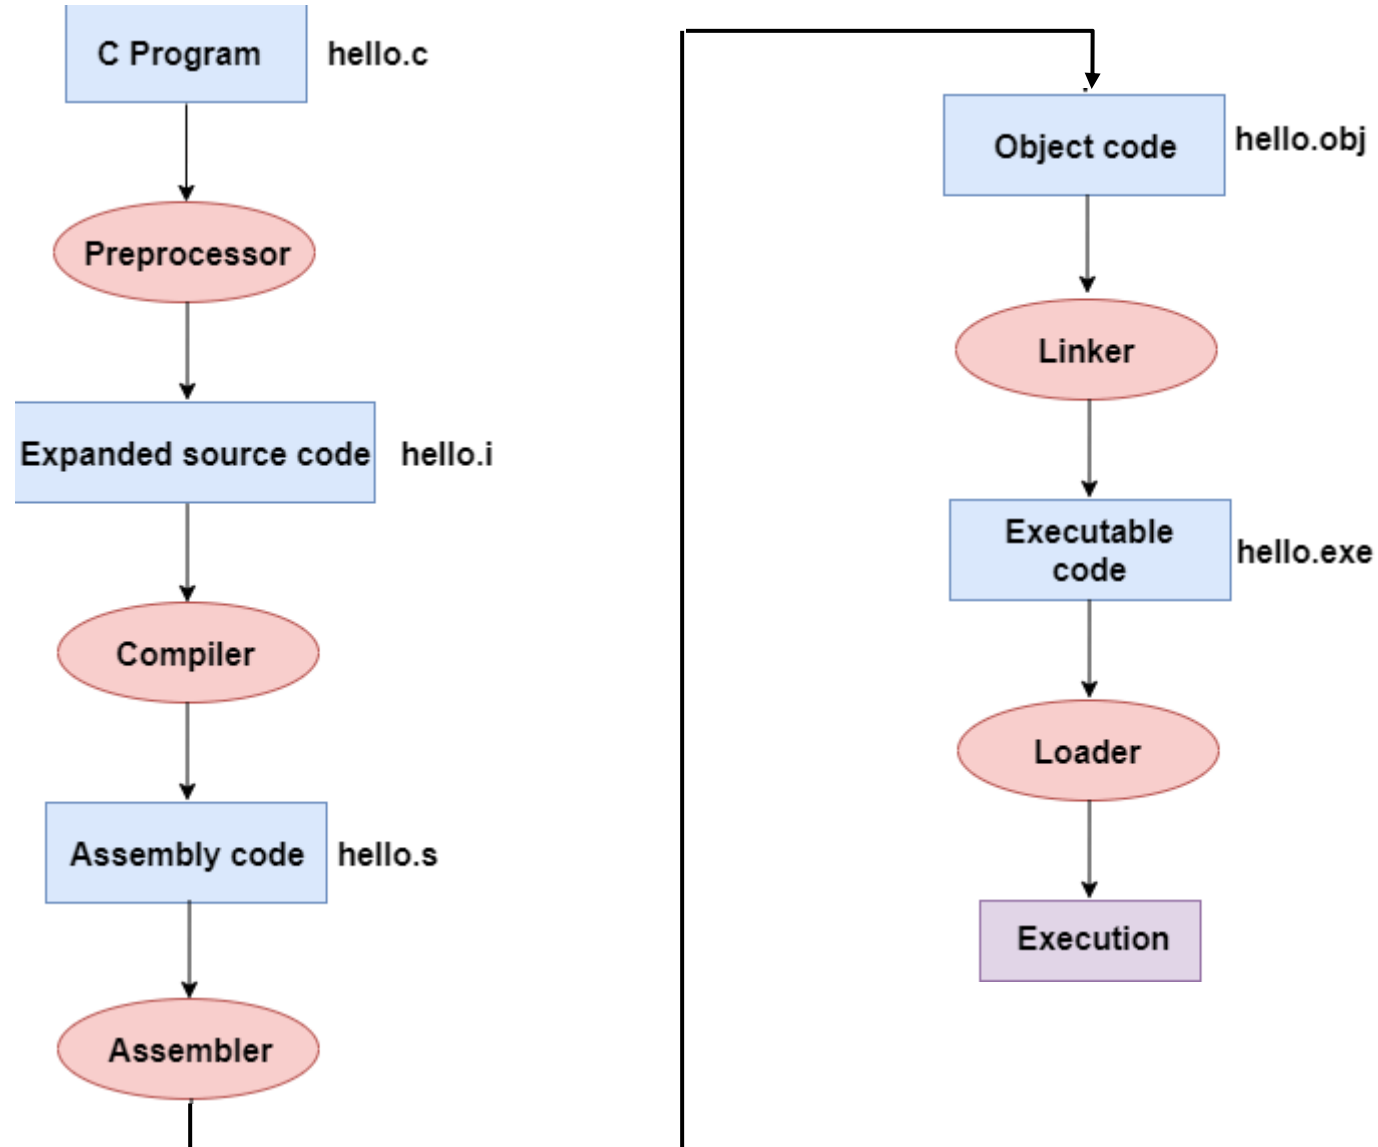 C Program
hello.c
Preprocessor
Expanded source code
hello.i
Compiler
Assembly code
hello.s
Assembler
Object code
hello.obj
Linker
Executable
code
hello.exe
Loader
Execution